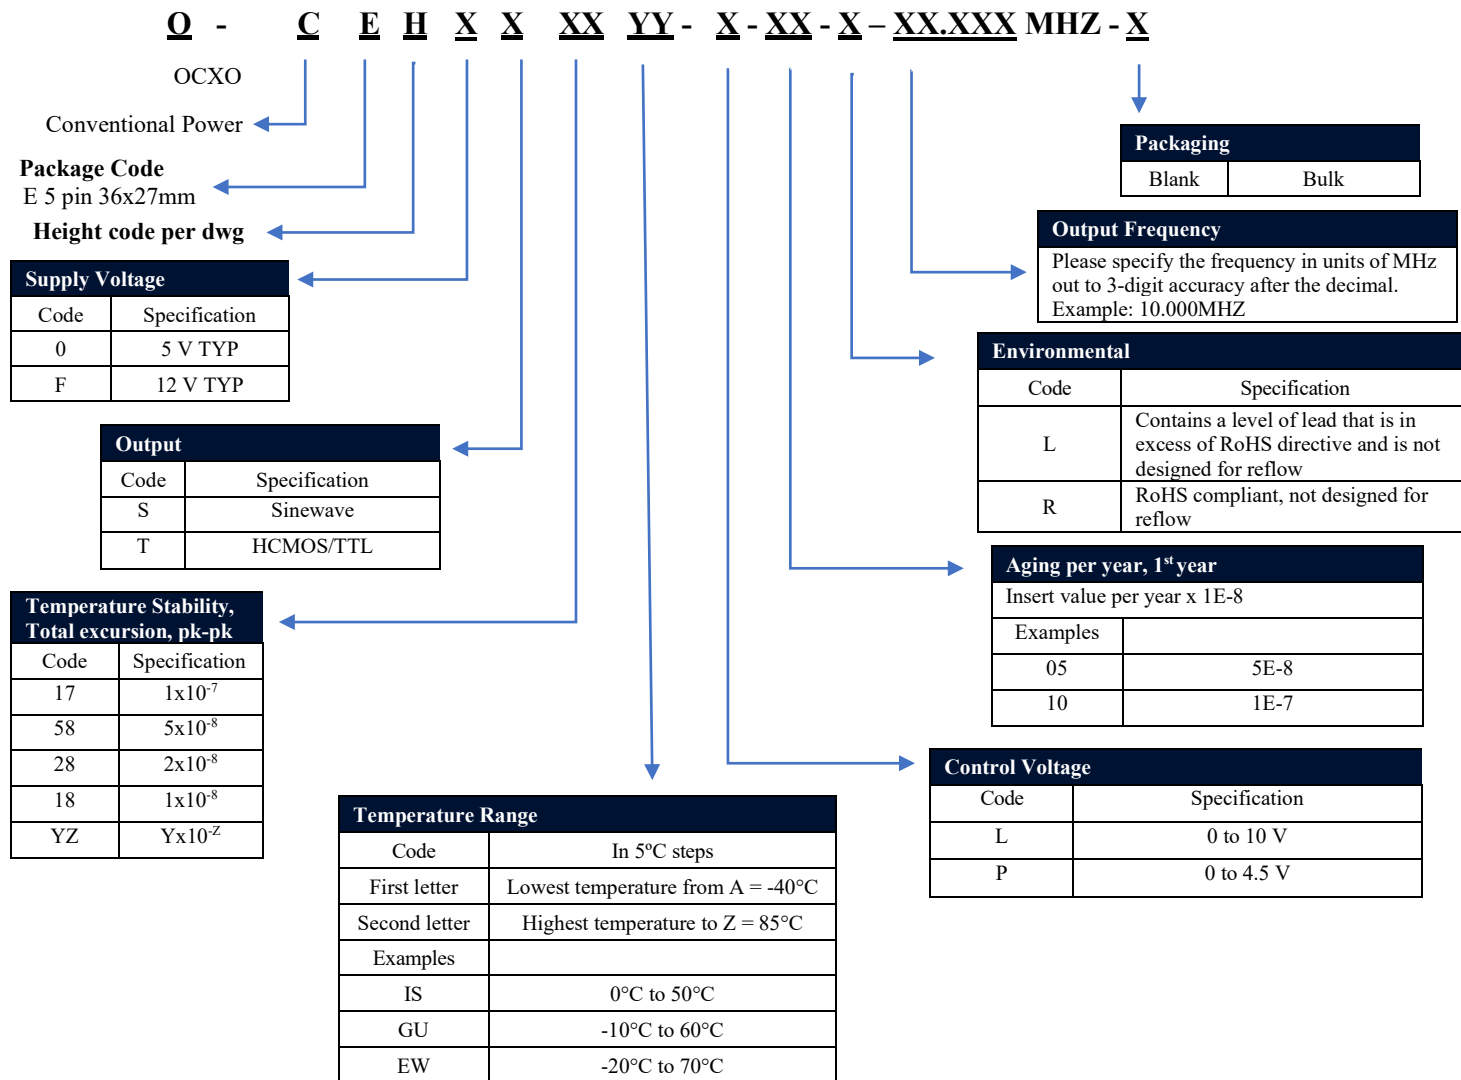 O - C E H X X XX YY - X - XX - X – XX.XXX MHZ - X
OCXO
Conventional Power
Package Code
E 5 pin 36x27mm
Height code per dwg
Supply Voltage
Code Specification
0 5 V TYP
F 12 V TYP
Output
Code Specification
S Sinewave
T HCMOS/TTL
Temperature Stability,
Total excursion, pk-pk
Code Specification
17 1x10⁻⁷
58 5x10⁻⁸
28 2x10⁻⁸
18 1x10⁻⁸
YZ Yx10⁻ᶻ
Temperature Range
Code In 5ºC steps
First letter Lowest temperature from A = -40°C
Second letter Highest temperature to Z = 85°C
Examples
IS 0°C to 50°C
GU -10°C to 60°C
EW -20°C to 70°C
Packaging
Blank Bulk
Output Frequency
Please specify the frequency in units of MHz
out to 3-digit accuracy after the decimal.
Example: 10.000MHZ
Environmental
Code Specification
L Contains a level of lead that is in
excess of RoHS directive and is not
designed for reflow
R RoHS compliant, not designed for
reflow
Aging per year, 1ˢᵗ year
Insert value per year x 1E-8
Examples
05 5E-8
10 1E-7
Control Voltage
Code Specification
L 0 to 10 V
P 0 to 4.5 V